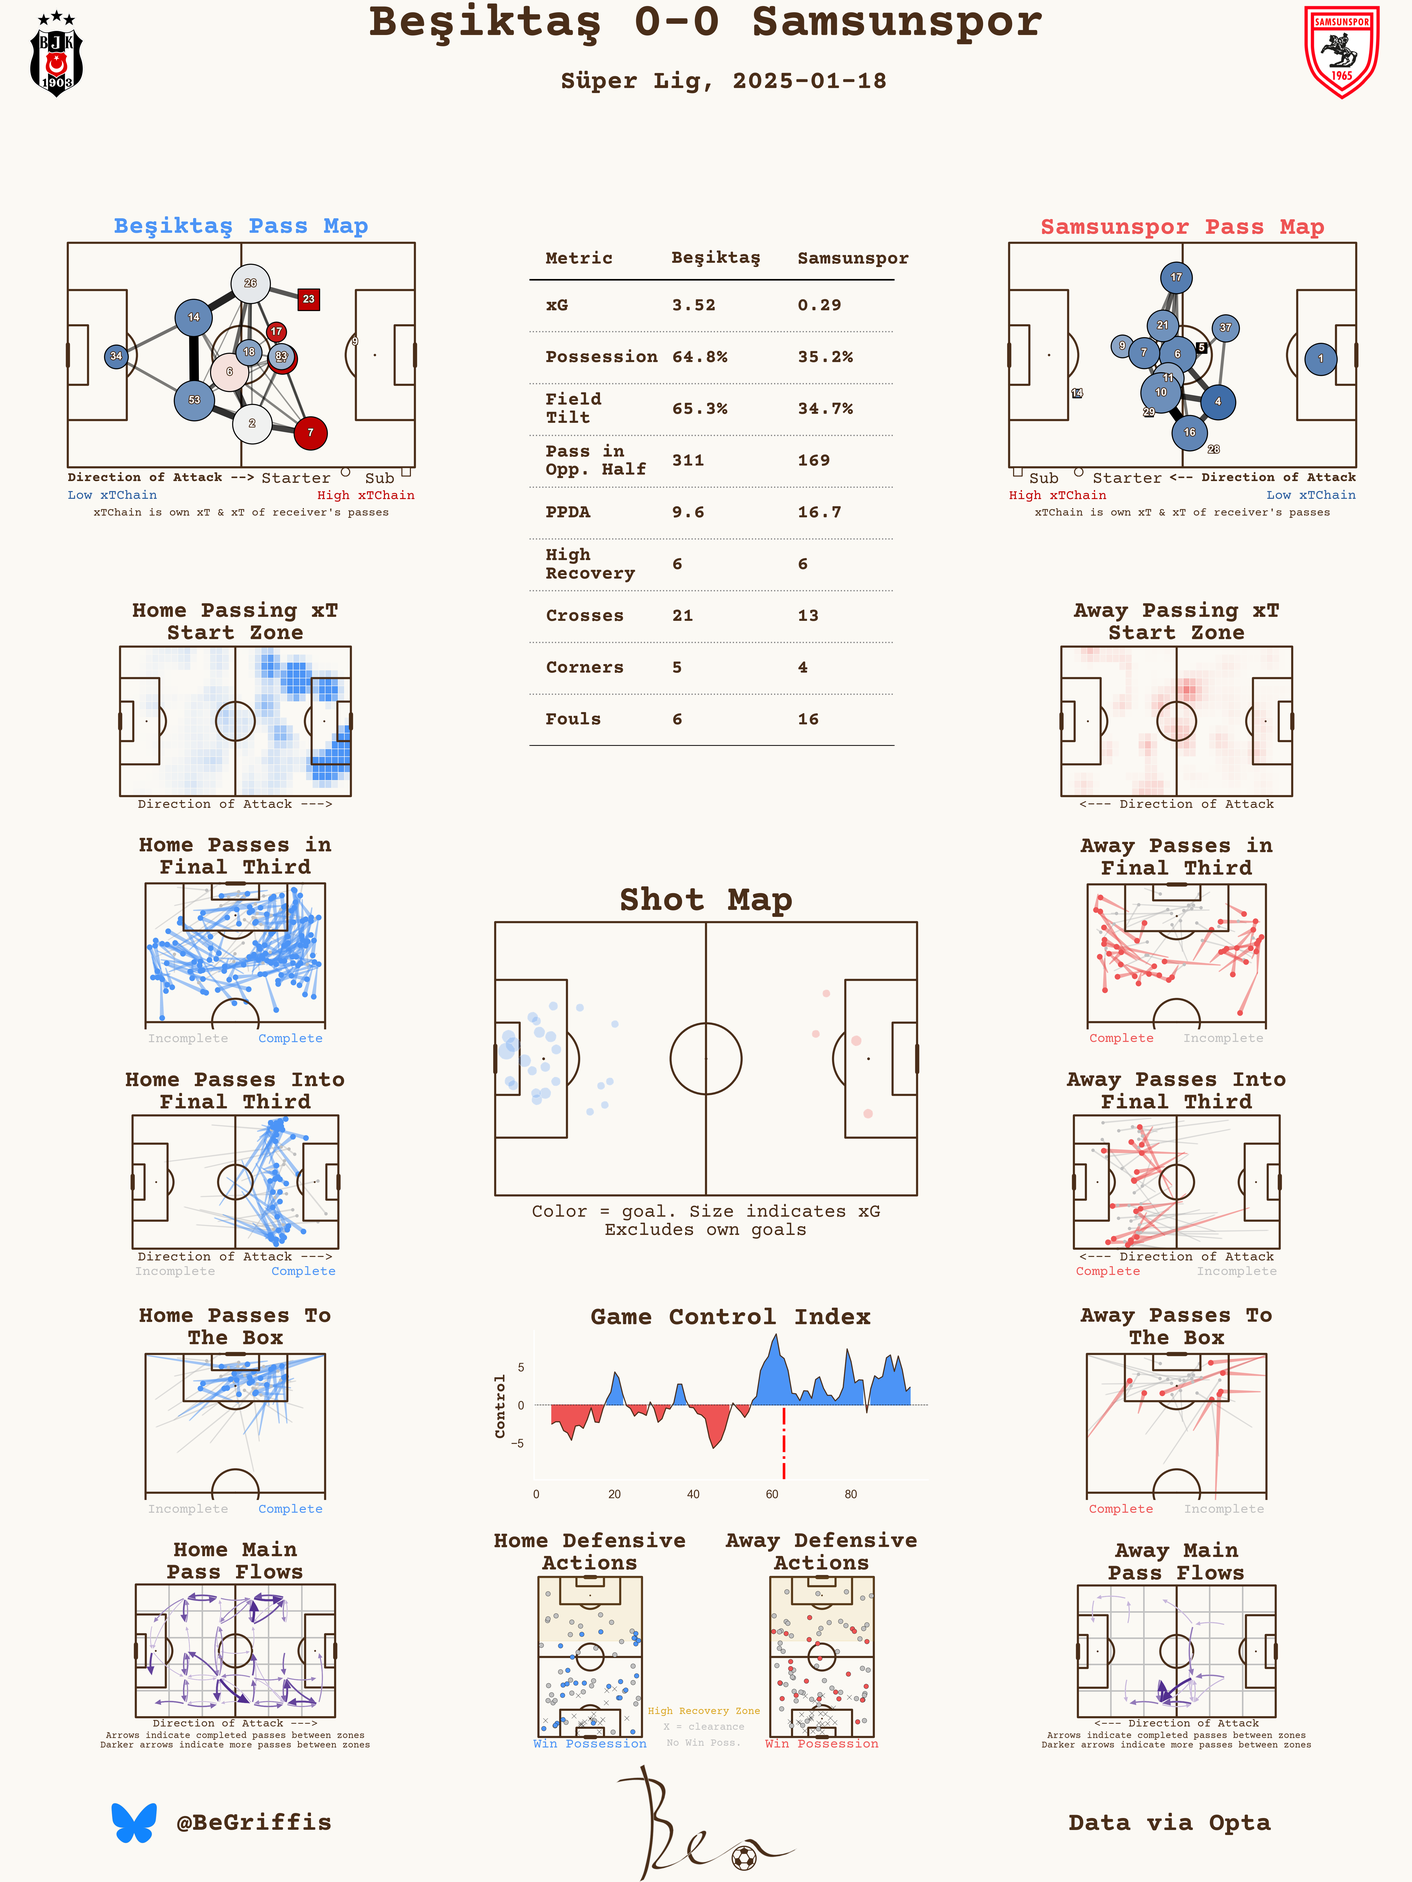 Beşiktaş 0-0 Samsunspor
Süper Lig, 2025-01-18
BJK
1903
SAMSUNSPOR
1965
Beşiktaş Pass Map
26
23
14
17
34
18
83
9
6
53
2
7
Direction of Attack --> Starter Sub
Low xTChain High xTChain
xTChain is own xT & xT of receiver's passes
Metric Beşiktaş Samsunspor
xG 3.52 0.29
Possession 64.8% 35.2%
Field
Tilt 65.3% 34.7%
Pass in
Opp. Half 311 169
PPDA 9.6 16.7
High
Recovery 6 6
Crosses 21 13
Corners 5 4
Fouls 6 16
Samsunspor Pass Map
17
21
37
9
7
6
5
1
11
14
10
4
29
16
28
Sub Starter <-- Direction of Attack
High xTChain Low xTChain
xTChain is own xT & xT of receiver's passes
Home Passing xT
Start Zone
Direction of Attack --->
Away Passing xT
Start Zone
<--- Direction of Attack
Home Passes in
Final Third
Incomplete Complete
Away Passes in
Final Third
Complete Incomplete
Shot Map
Color = goal. Size indicates xG
Excludes own goals
Home Passes Into
Final Third
Direction of Attack --->
Incomplete Complete
Away Passes Into
Final Third
<--- Direction of Attack
Complete Incomplete
Home Passes To
The Box
Incomplete Complete
Game Control Index
Control
5
0
−5
0 20 40 60 80
Away Passes To
The Box
Complete Incomplete
Home Main
Pass Flows
Direction of Attack --->
Arrows indicate completed passes between zones
Darker arrows indicate more passes between zones
Home Defensive
Actions
Win Possession
High Recovery Zone
X = clearance
No Win Poss.
Away Defensive
Actions
Win Possession
Away Main
Pass Flows
<--- Direction of Attack
Arrows indicate completed passes between zones
Darker arrows indicate more passes between zones
@BeGriffis
Ben
Data via Opta